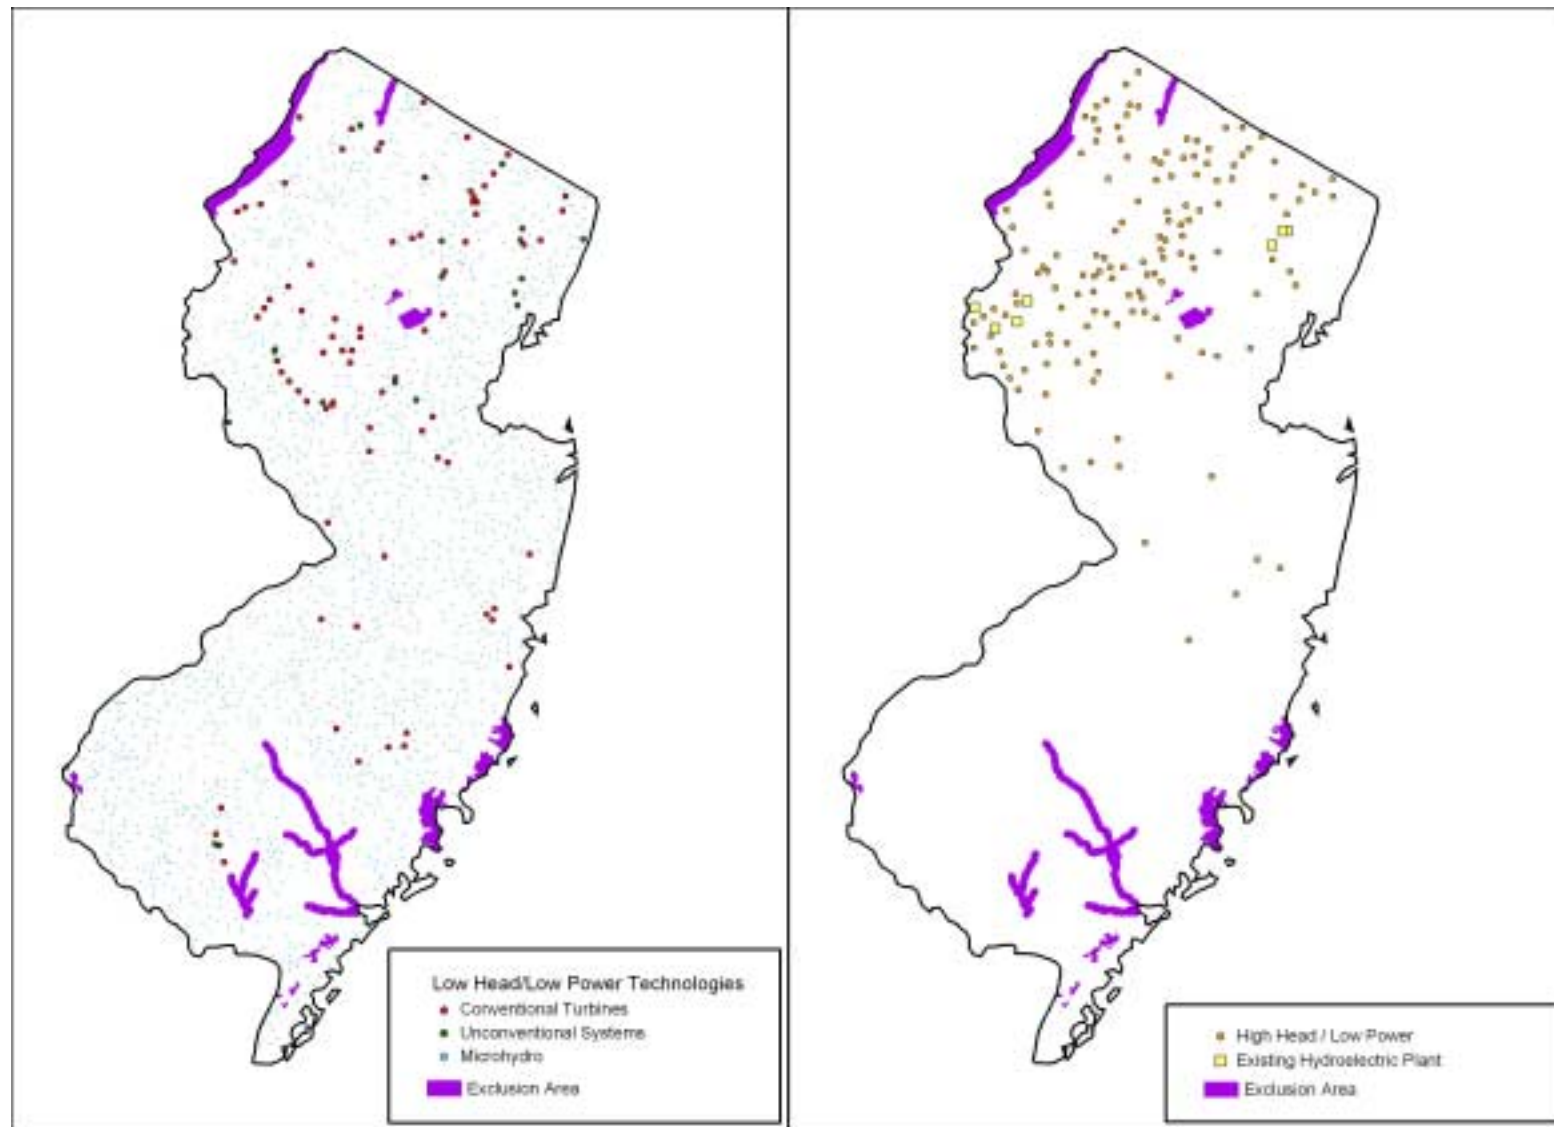 Low Head/Low Power Technologies
Conventional Turbines
Unconventional Systems
Microhydro
Exclusion Area
High Head / Low Power
Existing Hydroelectric Plant
Exclusion Area